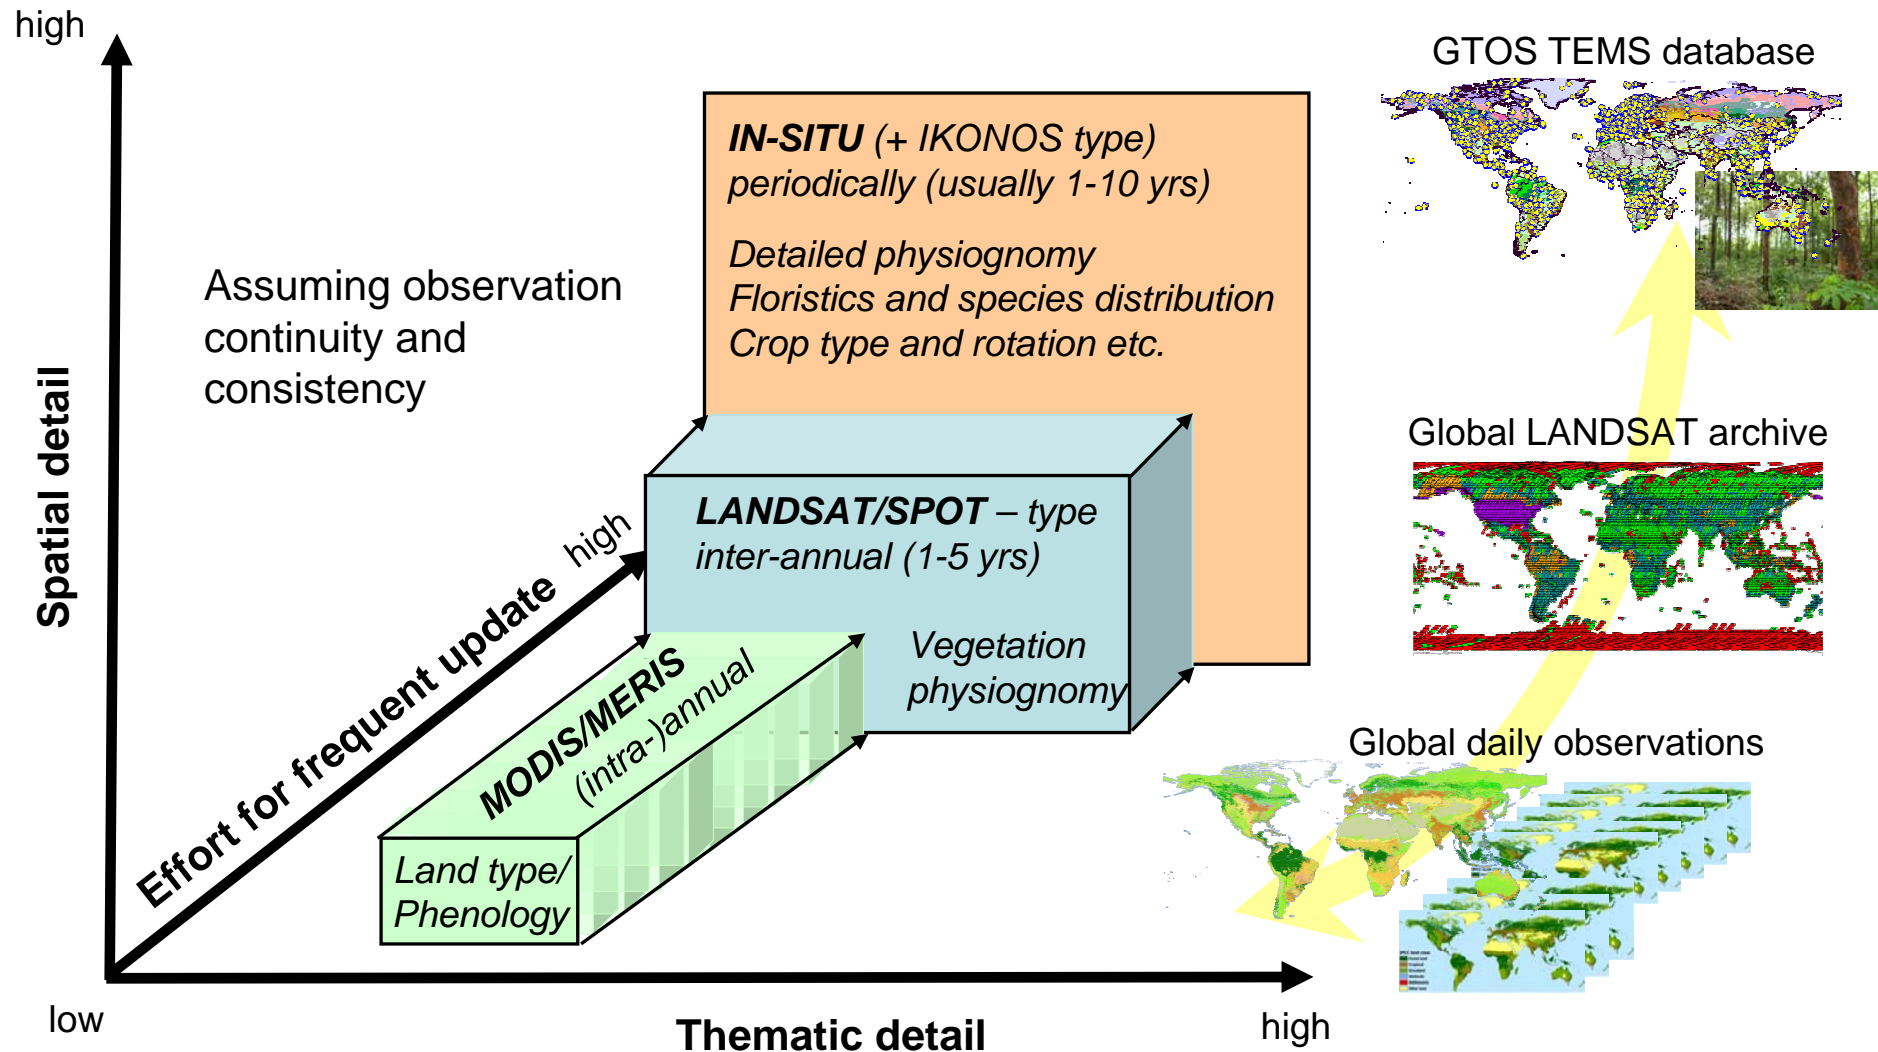 high
GTOS TEMS database
IN-SITU (+ IKONOS type)
periodically (usually 1-10 yrs)
Detailed physiognomy
Floristics and species distribution
Crop type and rotation etc.
Assuming observation
continuity and
consistency
Spatial detail
Global LANDSAT archive
LANDSAT/SPOT – type
inter-annual (1-5 yrs)
high
Effort for frequent update
Vegetation
physiognomy
MODIS/MERIS
(intra-)annual
Global daily observations
Land type/
Phenology
low
Thematic detail
high